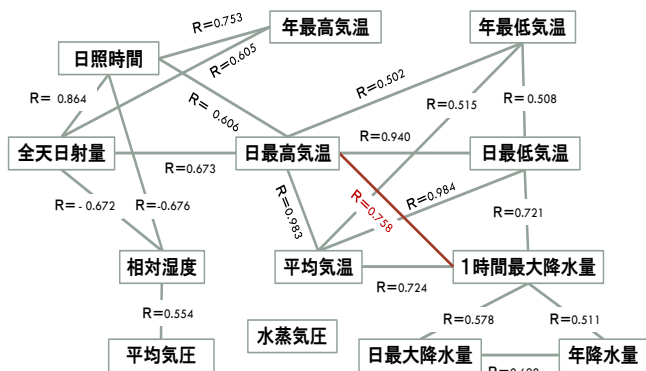 年最高気温
年最低気温
R=0.753
日照時間
R=0.605
R= 0.864
R= 0.606
R=0.502
R=0.515
R=0.508
全天日射量
R=0.673
日最高気温
R=0.940
日最低気温
R= - 0.672
R=-0.676
R=0.983
R=0.758
R=0.984
R=0.721
相対湿度
平均気温
R=0.724
1時間最大降水量
R=0.554
水蒸気圧
R=0.578
R=0.511
平均気圧
日最大降水量
年降水量